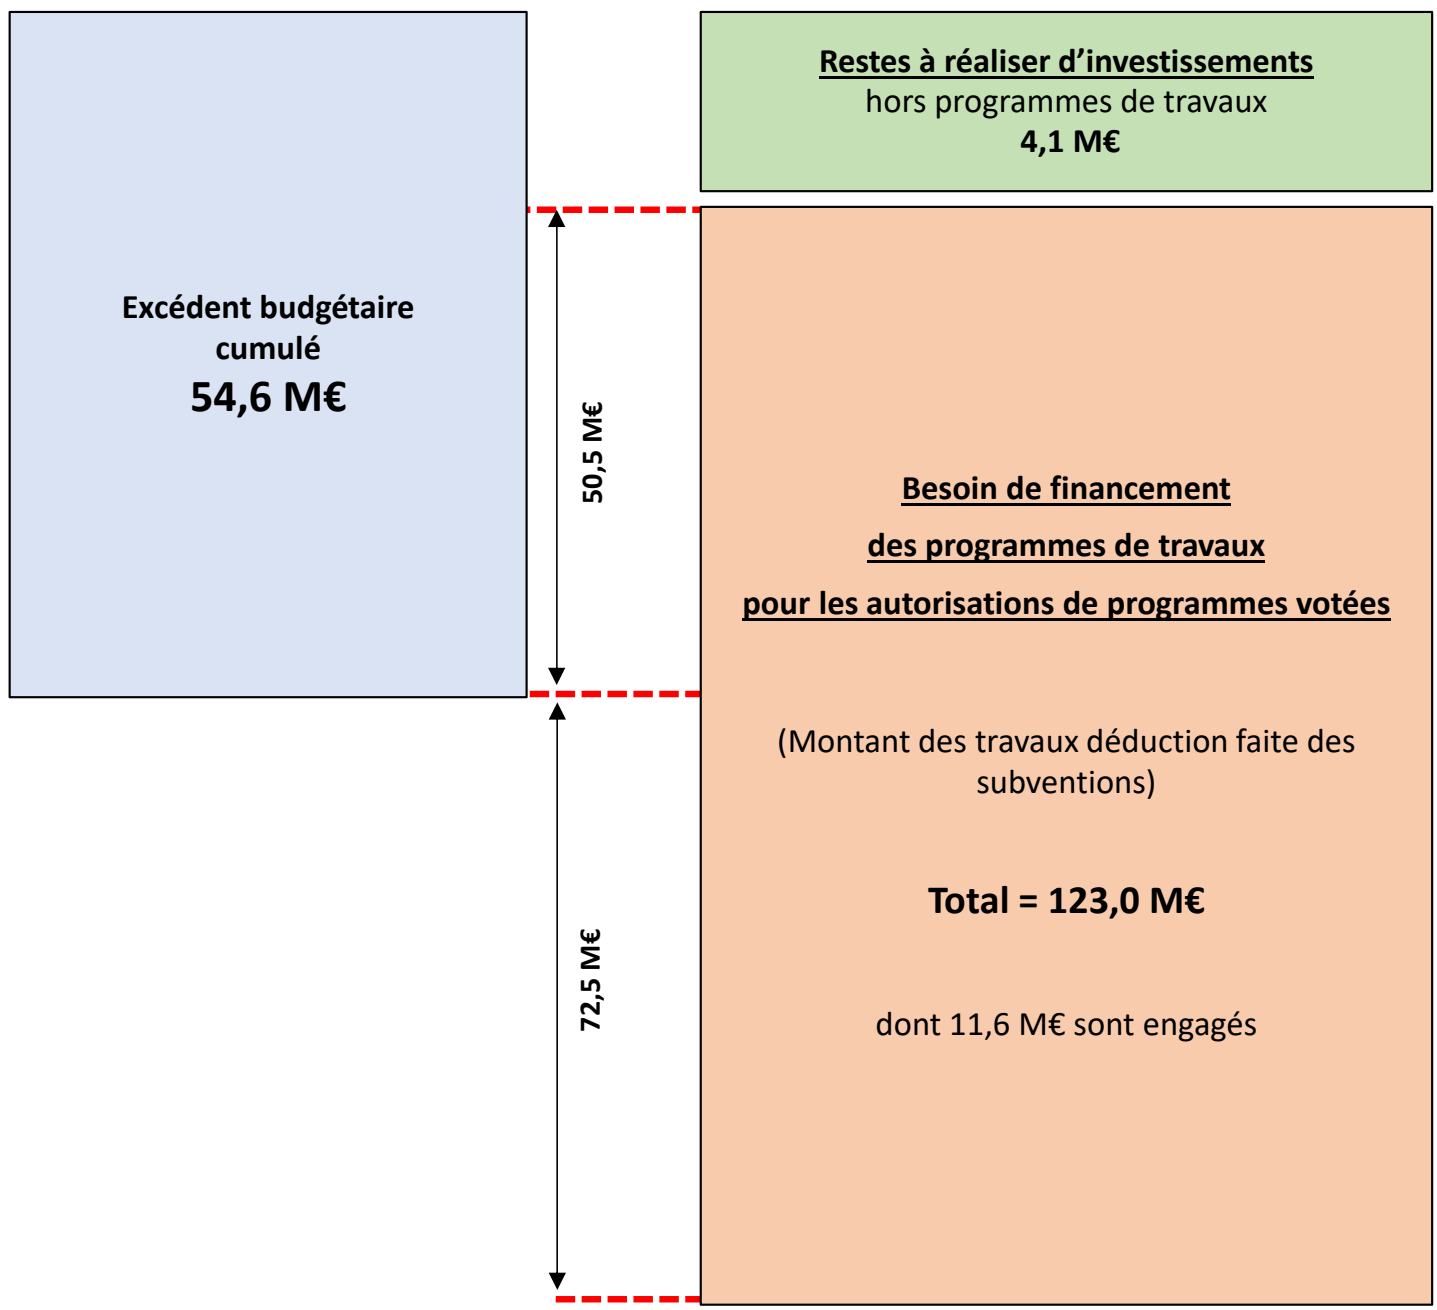 Restes à réaliser d’investissements
hors programmes de travaux
4,1 M€
Excédent budgétaire
cumulé
54,6 M€
50,5 M€
72,5 M€
Besoin de financement
des programmes de travaux
pour les autorisations de programmes votées
(Montant des travaux déduction faite des
subventions)
Total = 123,0 M€
dont 11,6 M€ sont engagés